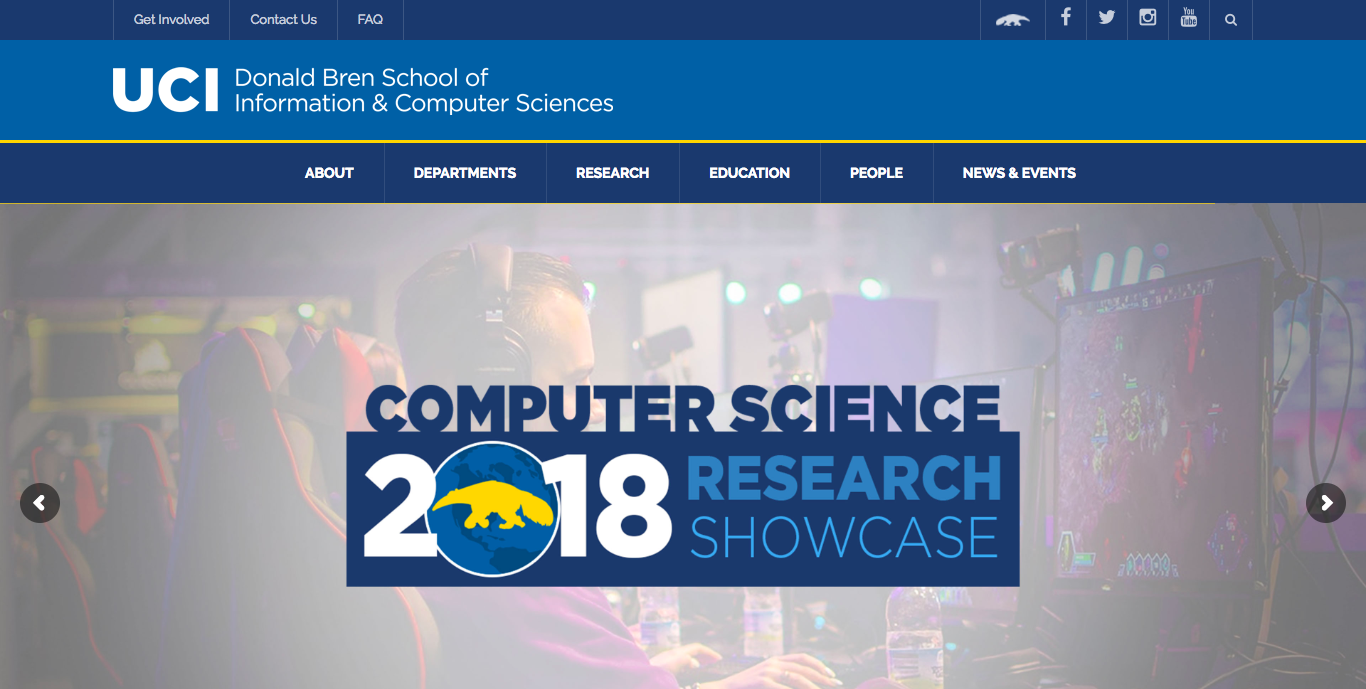 Get Involved
Contact Us
FAQ
You
Tube
UCI
Donald Bren School of
Information & Computer Sciences
ABOUT
DEPARTMENTS
RESEARCH
EDUCATION
PEOPLE
NEWS & EVENTS
COMPUTER SCIENCE
2018
RESEARCH
SHOWCASE